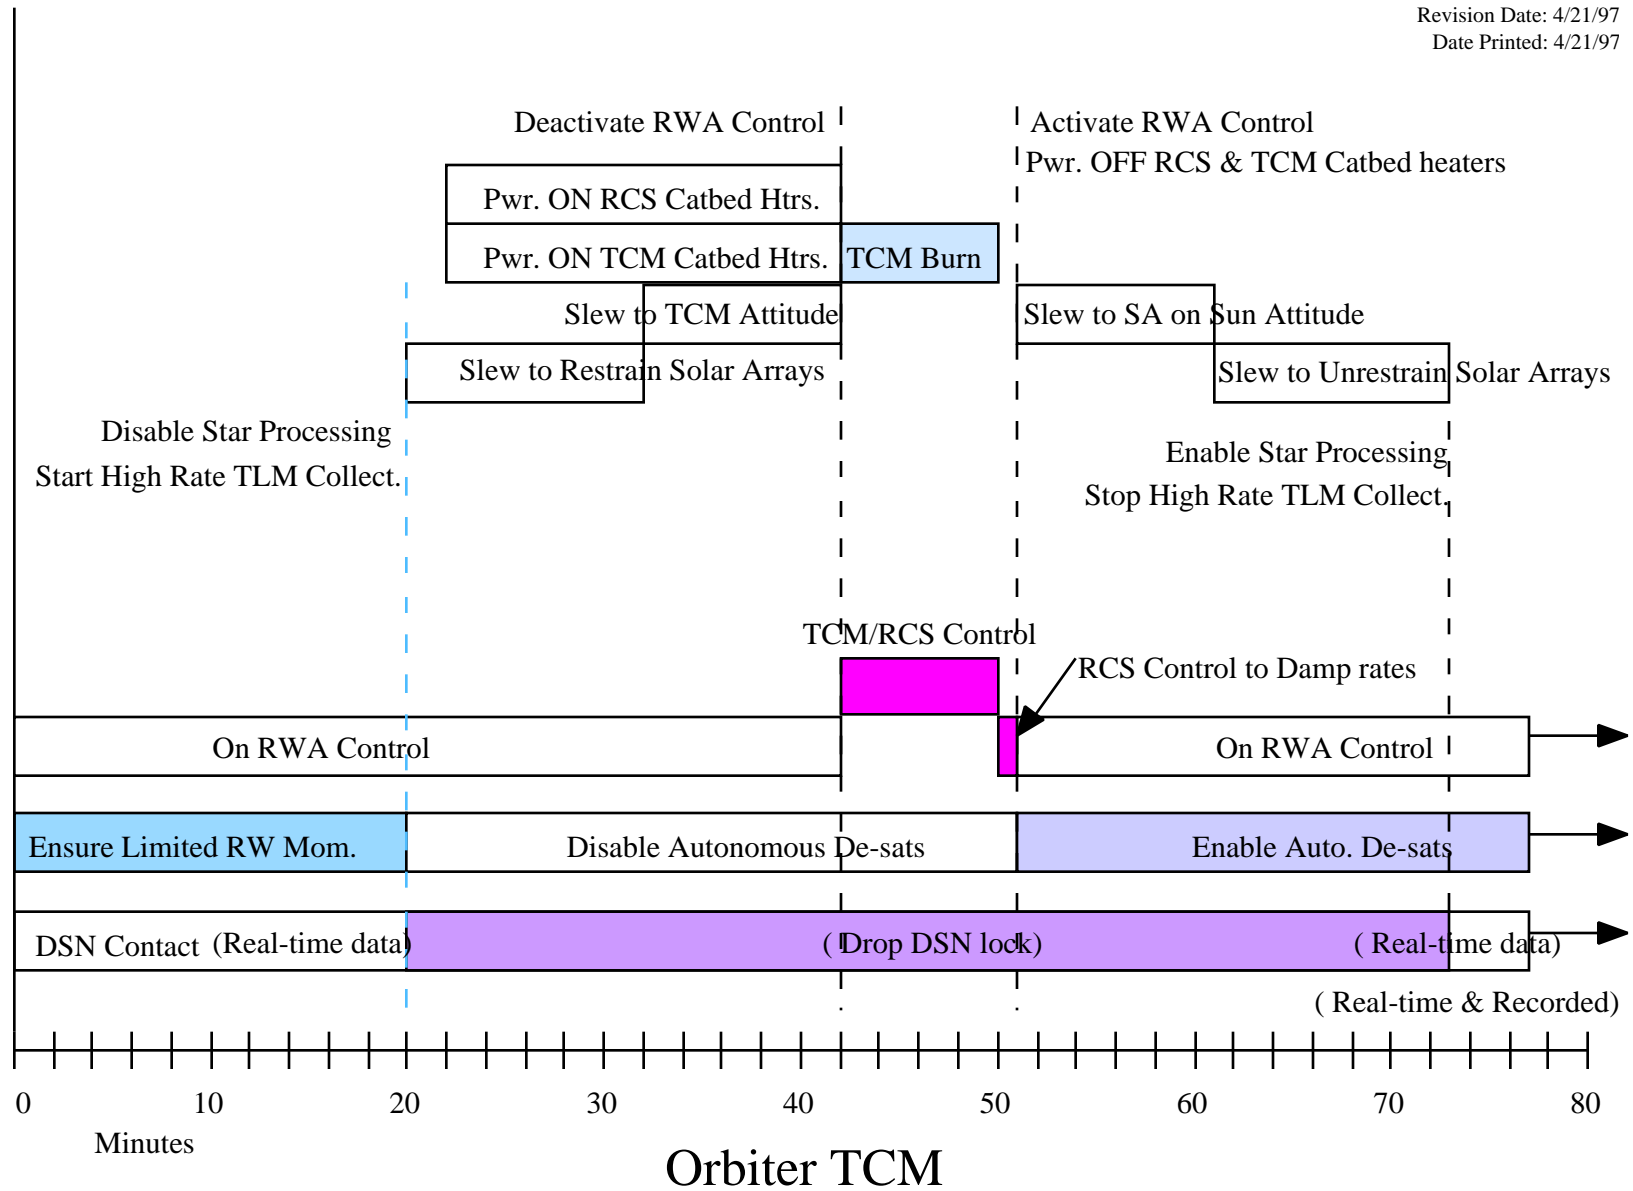 Revision Date: 4/21/97
Date Printed: 4/21/97
Deactivate RWA Control
Activate RWA Control
Pwr. OFF RCS & TCM Catbed heaters
Pwr. ON RCS Catbed Htrs.
Pwr. ON TCM Catbed Htrs.
TCM Burn
Slew to TCM Attitude
Slew to SA on Sun Attitude
Slew to Restrain Solar Arrays
Slew to Unrestrain Solar Arrays
Disable Star Processing
Start High Rate TLM Collect.
Enable Star Processing
Stop High Rate TLM Collect.
TCM/RCS Control
RCS Control to Damp rates
On RWA Control
On RWA Control
Ensure Limited RW Mom.
Disable Autonomous De-sats
Enable Auto. De-sats
DSN Contact (Real-time data)
( Drop DSN lock)
( Real-time data)
( Real-time & Recorded)
0 10 20 30 40 50 60 70 80
Minutes
Orbiter TCM